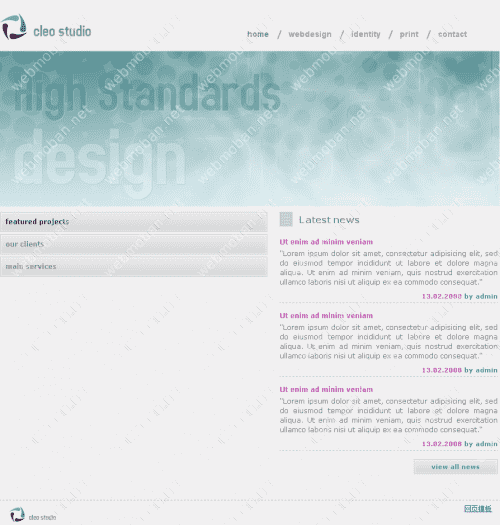 cleo studio
home / webdesign / identity / print / contact
High Standards
design
featured projects
our clients
main services
Latest news
Ut enim ad minim veniam
"Lorem ipsum dolor sit amet, consectetur adipisicing elit, sed
do eiusmod tempor incididunt ut labore et dolore magna
aliqua. Ut enim ad minim veniam, quis nostrud exercitation
ullamco laboris nisi ut aliquip ex ea commodo consequat."
13.02.2008 by admin
Ut enim ad minim veniam
"Lorem ipsum dolor sit amet, consectetur adipisicing elit, sed
do eiusmod tempor incididunt ut labore et dolore magna
aliqua. Ut enim ad minim veniam, quis nostrud exercitation
ullamco laboris nisi ut aliquip ex ea commodo consequat."
13.02.2008 by admin
Ut enim ad minim veniam
"Lorem ipsum dolor sit amet, consectetur adipisicing elit, sed
do eiusmod tempor incididunt ut labore et dolore magna
aliqua. Ut enim ad minim veniam, quis nostrud exercitation
ullamco laboris nisi ut aliquip ex ea commodo consequat."
13.02.2008 by admin
view all news
cleo studio
网页模板
webmoban.net